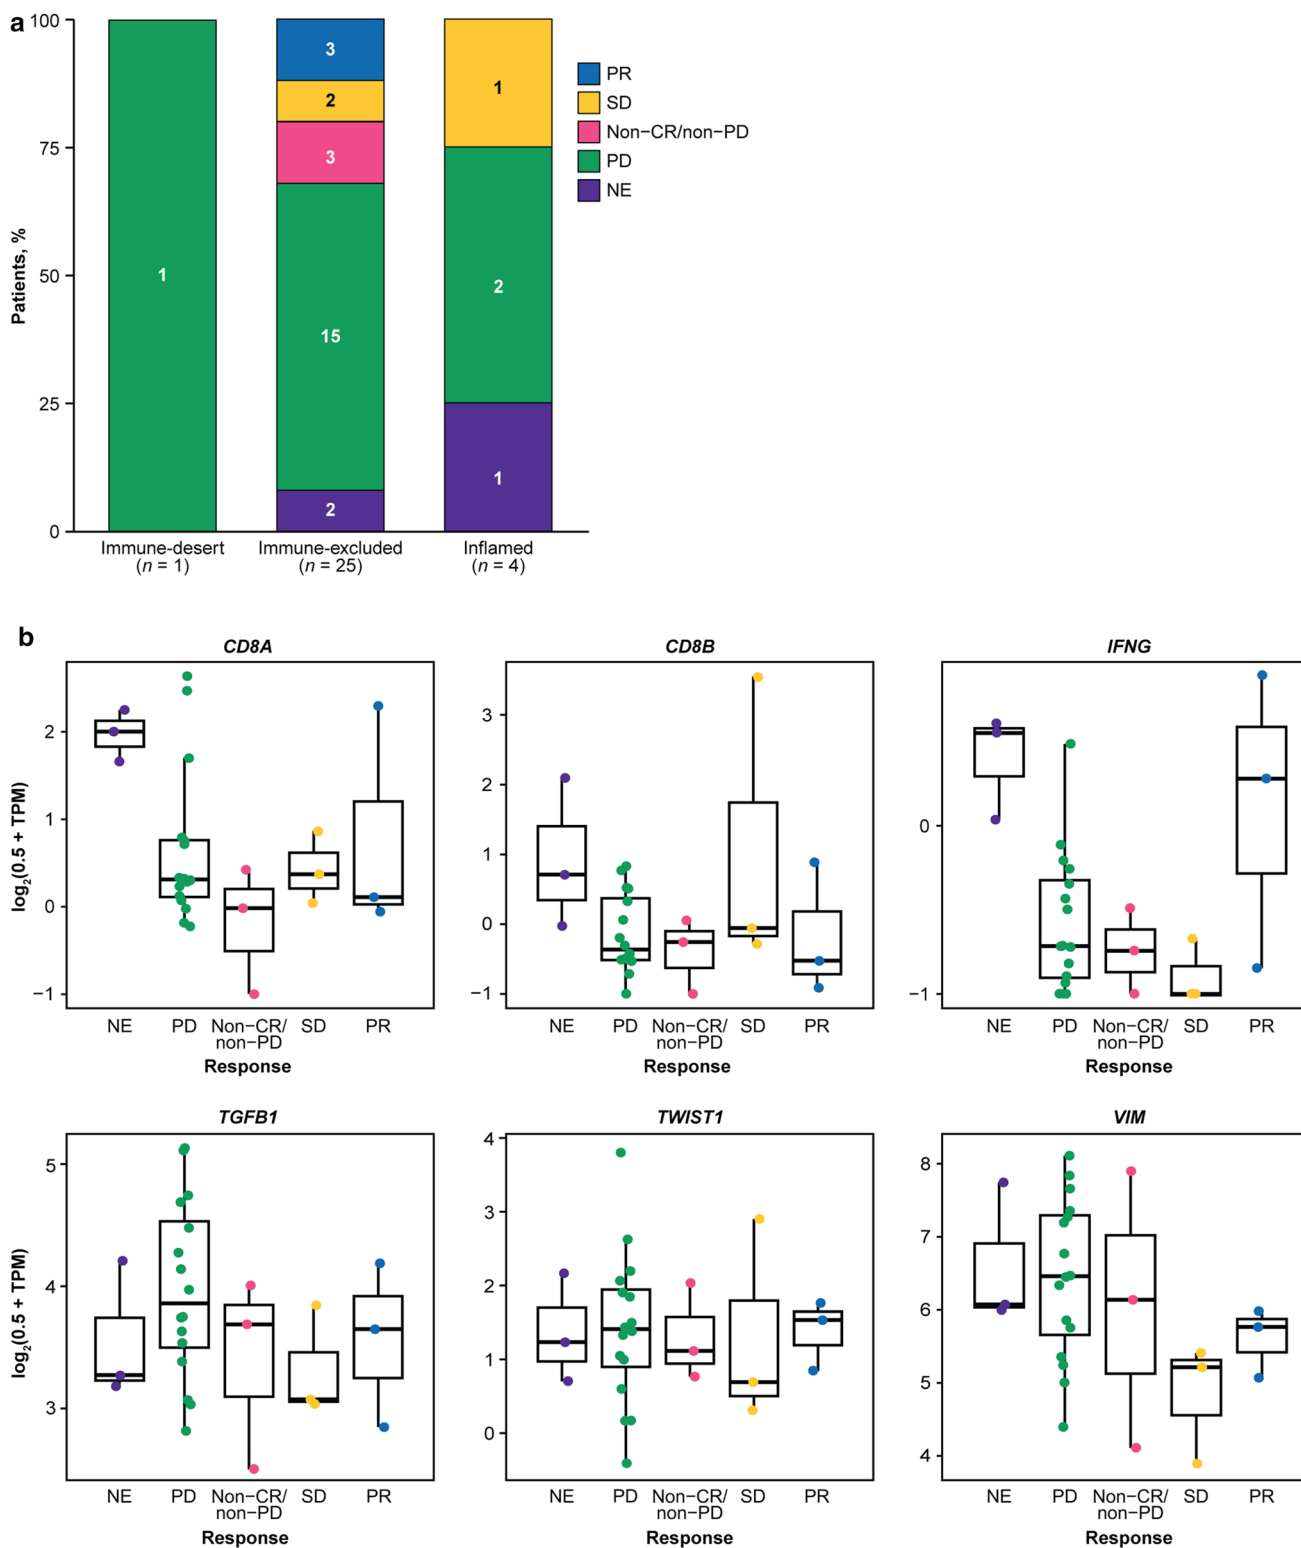 a
100
75
50
25
0
Patients, %
1
3
2
3
15
2
1
2
1
PR
SD
Non−CR/non−PD
PD
NE
Immune-desert
(n = 1)
Immune-excluded
(n = 25)
Inflamed
(n = 4)
b
CD8A
log2(0.5 + TPM)
2
1
0
−1
NE
PD
Non−CR/
non−PD
SD
PR
Response
CD8B
3
2
1
0
−1
NE
PD
Non−CR/
non−PD
SD
PR
Response
IFNG
0
−1
NE
PD
Non−CR/
non−PD
SD
PR
Response
TGFB1
log2(0.5 + TPM)
5
4
3
NE
PD
Non−CR/
non−PD
SD
PR
Response
TWIST1
4
3
2
1
0
NE
PD
Non−CR/
non−PD
SD
PR
Response
VIM
8
7
6
5
4
NE
PD
Non−CR/
non−PD
SD
PR
Response